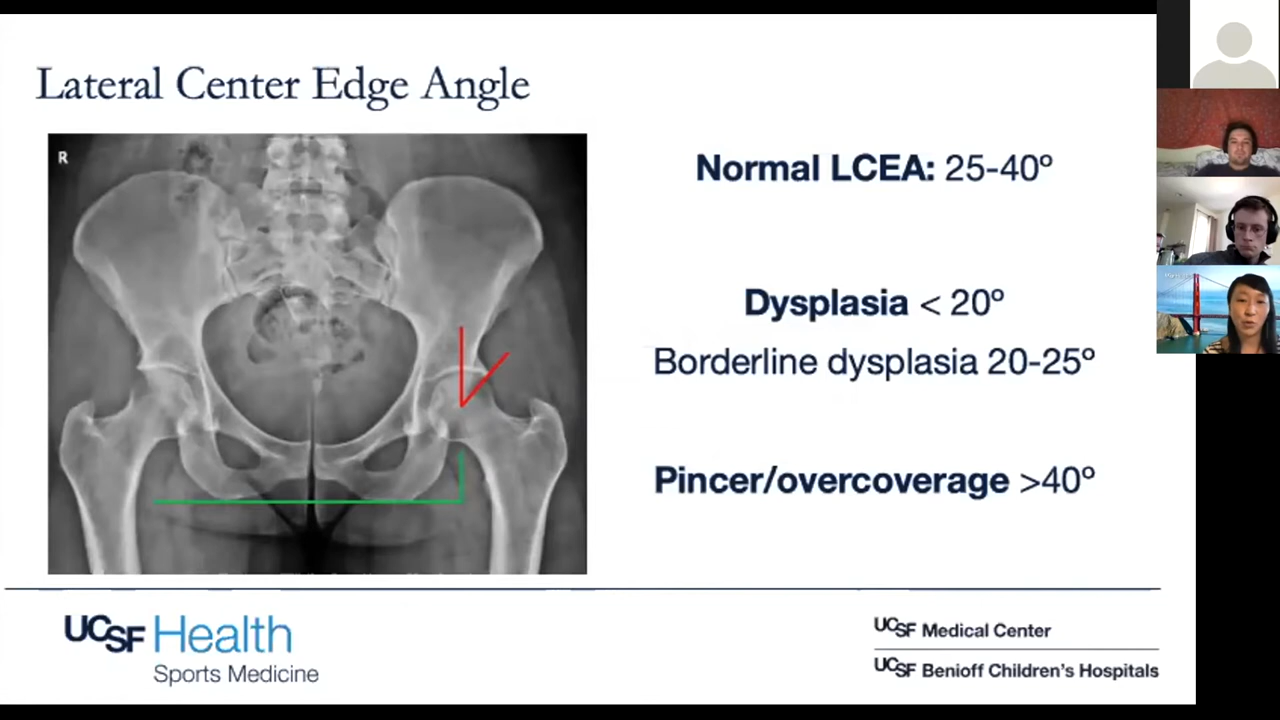 Lateral Center Edge Angle
R
Normal LCEA: 25-40º
Dysplasia < 20º
Borderline dysplasia 20-25º
Pincer/overcoverage >40º
UCSF Health
Sports Medicine
UCSF Medical Center
UCSF Benioff Children's Hospitals